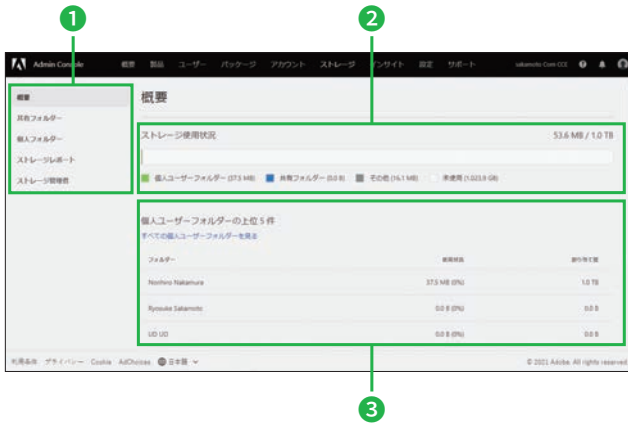 1
2
Admin Console 概要 製品 ユーザー パッケージ アカウント ストレージ インサイト 設定 サポート sakamoto Com CCE
概要
共有フォルダー
個人フォルダー
ストレージレポート
ストレージ管理者
概要
ストレージ使用状況 53.6 MB / 1.0 TB
個人ユーザーフォルダー (37.5 MB) 共有フォルダー (0.0 B) その他 (16.1 MB) 未使用 (1,023.9 GB)
個人ユーザーフォルダーの上位 5 件
すべての個人ユーザーフォルダーを見る
フォルダー 使用状況 割り当て量
Norihiro Nakamura 37.5 MB (0%) 1.0 TB
Ryosuke Sakamoto 0.0 B (0%) 0.0 B
UD UD 0.0 B (0%) 0.0 B
利用条件 プライバシー Cookie AdChoices 日本語 © 2021 Adobe. All rights reserved.
3